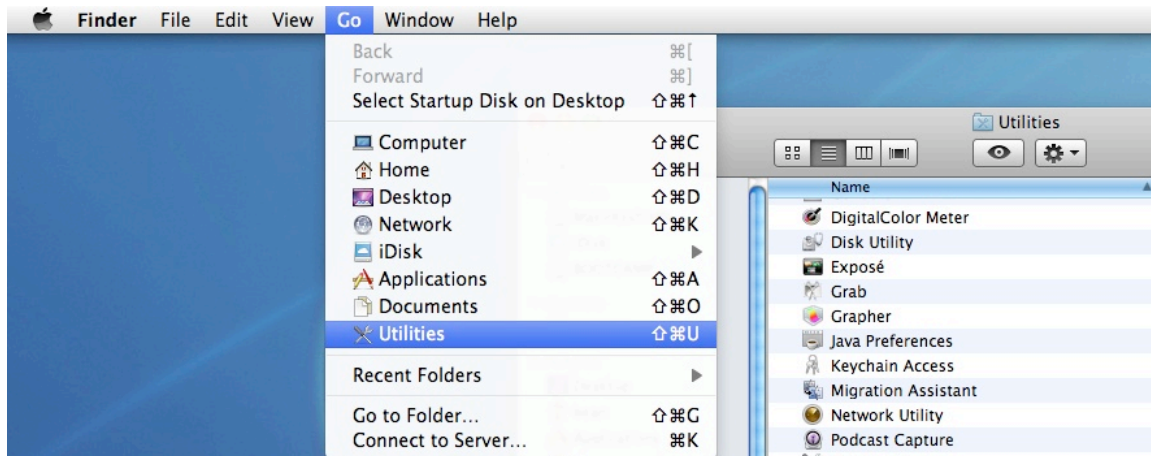 Finder File Edit View Go Window Help
Back ⌘[
Forward ⌘]
Select Startup Disk on Desktop ⇧⌘↑
Computer ⇧⌘C
Home ⇧⌘H
Desktop ⇧⌘D
Network ⇧⌘K
iDisk
Applications ⇧⌘A
Documents ⇧⌘O
Utilities ⇧⌘U
Recent Folders
Go to Folder... ⇧⌘G
Connect to Server... ⌘K
Utilities
Name
DigitalColor Meter
Disk Utility
Exposé
Grab
Grapher
Java Preferences
Keychain Access
Migration Assistant
Network Utility
Podcast Capture